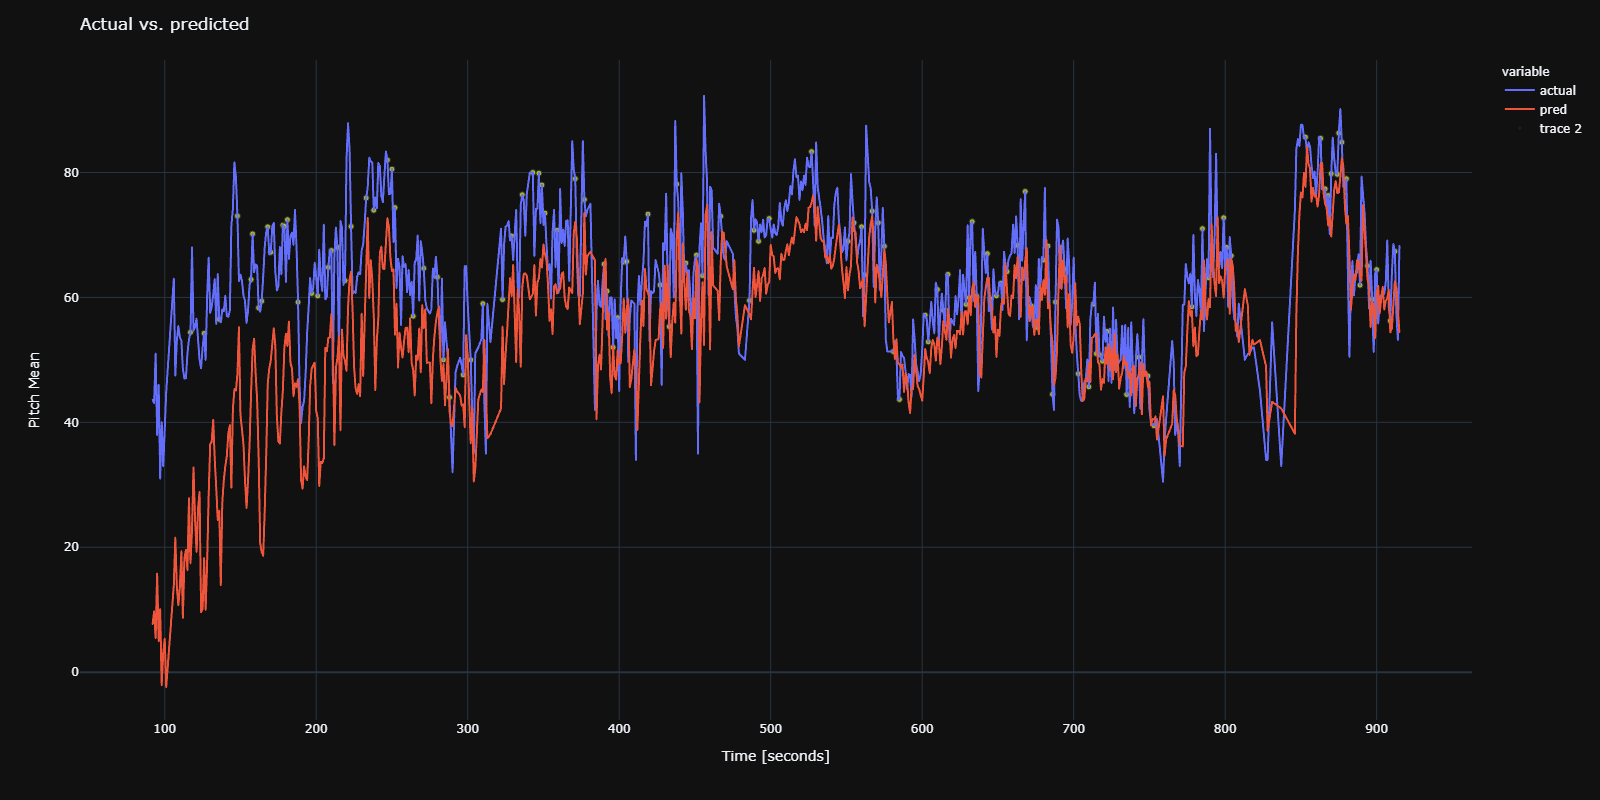 Actual vs. predicted
variable
actual
pred
trace 2
Pitch Mean
80
60
40
20
0
100 200 300 400 500 600 700 800 900
Time [seconds]